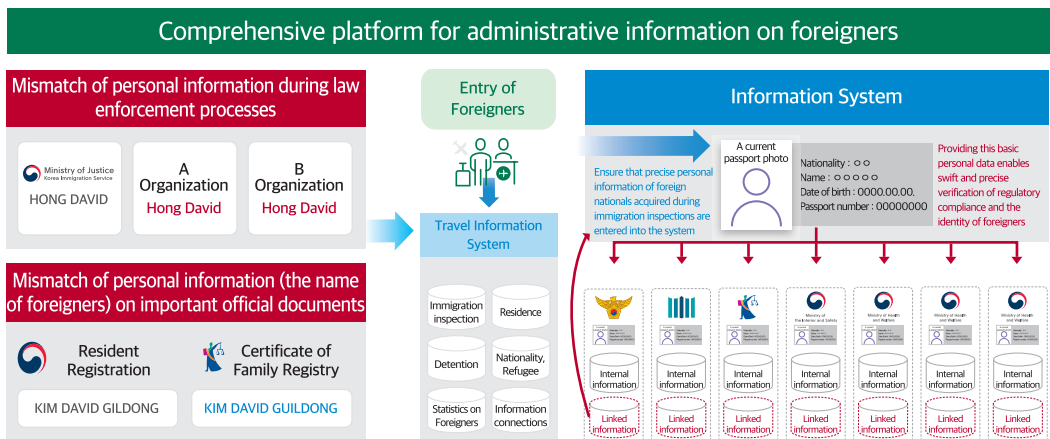 Comprehensive platform for administrative information on foreigners
Mismatch of personal information during law
enforcement processes
Ministry of Justice
Korea Immigration Service
HONG DAVID
A
Organization
Hong David
B
Organization
Hong David
Mismatch of personal information (the name
of foreigners) on important official documents
Resident
Registration
KIM DAVID GILDONG
Certificate of
Family Registry
KIM DAVID GUILDONG
Entry of
Foreigners
Travel Information
System
Immigration
inspection
Residence
Detention
Nationality,
Refugee
Statistics on
Foreigners
Information
connections
Information System
Ensure that precise personal
information of foreign
nationals acquired during
immigration inspections are
entered into the system
A current
passport photo
Nationality : ㅇㅇ
Name : ㅇㅇㅇㅇㅇ
Date of birth : 0000.00.00.
Passport number : 00000000
Providing this basic
personal data enables
swift and precise
verification of regulatory
compliance and the
identity of foreigners
Ministry of
the Interior and Safety
Ministry of Health
and Welfare
Ministry of Health
and Welfare
Ministry of Health
and Welfare
Internal
information
Internal
information
Internal
information
Internal
information
Internal
information
Internal
information
Internal
information
Linked
information
Linked
information
Linked
information
Linked
information
Linked
information
Linked
information
Linked
information